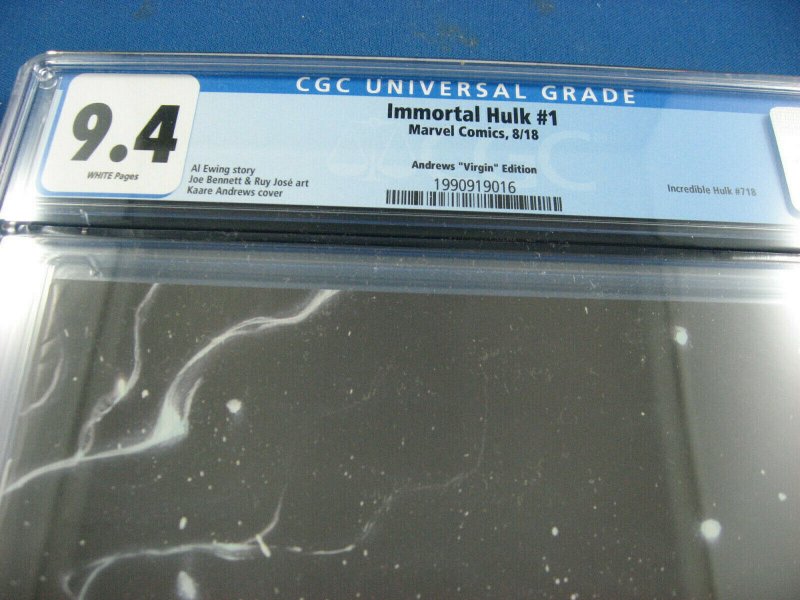 CGC UNIVERSAL GRADE
9.4
WHITE Pages
Immortal Hulk #1
Marvel Comics, 8/18
Al Ewing story
Joe Bennett & Ruy José art
Kaare Andrews cover
Andrews "Virgin" Edition
1990919016
Incredible Hulk #718